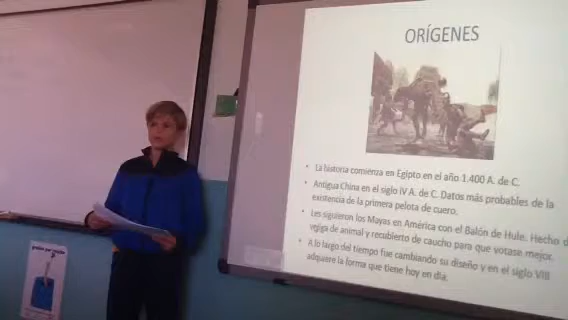 ORÍGENES
• La historia comienza en Egipto en el año 1.400 A. de C.
• Antigua China en el siglo IV A. de C. Datos más probables de la
existencia de la primera pelota de cuero.
• Les siguieron los Mayas en América con el Balón de Hule. Hecho d
vejiga de animal y recubierto de caucho para que votase mejor.
• A lo largo del tiempo fue cambiando su diseño y en el siglo VIII
adquiere la forma que tiene hoy en día.